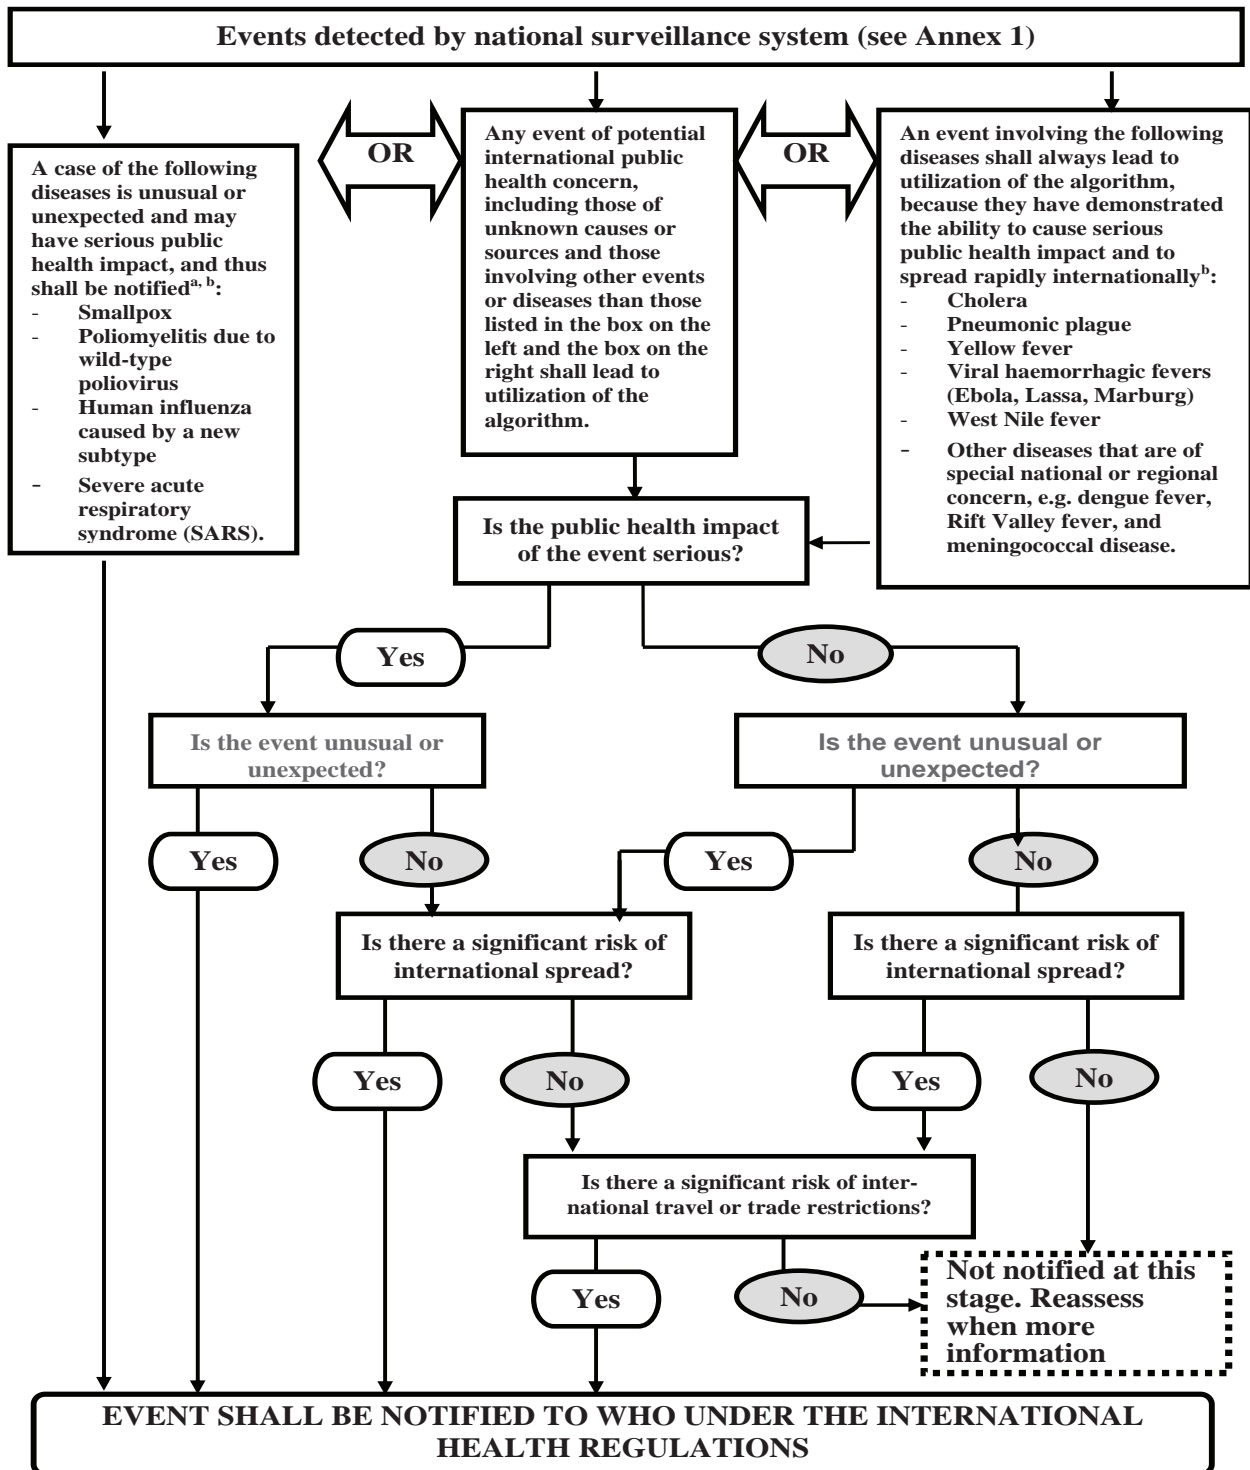 Events detected by national surveillance system (see Annex 1)
A case of the following
diseases is unusual or
unexpected and may
have serious public
health impact, and thus
shall be notifieda, b:
- Smallpox
- Poliomyelitis due to
wild-type
poliovirus
- Human influenza
caused by a new
subtype
- Severe acute
respiratory
syndrome (SARS).
OR
Any event of potential
international public
health concern,
including those of
unknown causes or
sources and those
involving other events
or diseases than those
listed in the box on the
left and the box on the
right shall lead to
utilization of the
algorithm.
OR
An event involving the following
diseases shall always lead to
utilization of the algorithm,
because they have demonstrated
the ability to cause serious
public health impact and to
spread rapidly internationallyb:
- Cholera
- Pneumonic plague
- Yellow fever
- Viral haemorrhagic fevers
(Ebola, Lassa, Marburg)
- West Nile fever
- Other diseases that are of
special national or regional
concern, e.g. dengue fever,
Rift Valley fever, and
meningococcal disease.
Is the public health impact
of the event serious?
Yes
No
Is the event unusual or
unexpected?
Is the event unusual or
unexpected?
Yes
No
Yes
No
Is there a significant risk of
international spread?
Is there a significant risk of
international spread?
Yes
No
Yes
No
Is there a significant risk of inter-
national travel or trade restrictions?
Yes
No
Not notified at this
stage. Reassess
when more
information
EVENT SHALL BE NOTIFIED TO WHO UNDER THE INTERNATIONAL
HEALTH REGULATIONS